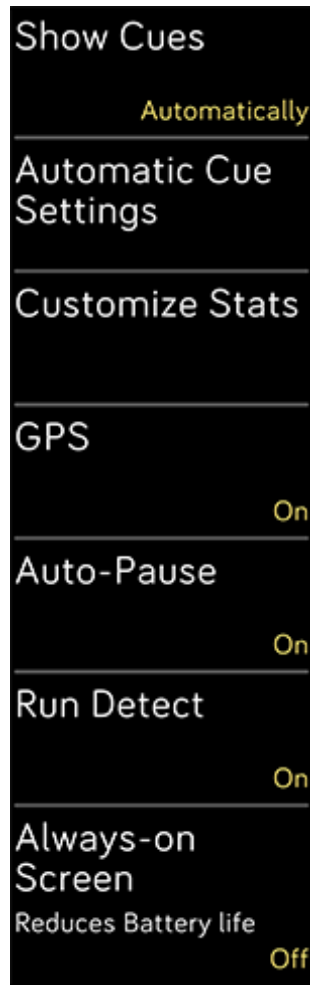 Show Cues
Automatically
Automatic Cue
Settings
Customize Stats
GPS
On
Auto-Pause
On
Run Detect
On
Always-on
Screen
Reduces Battery life
Off